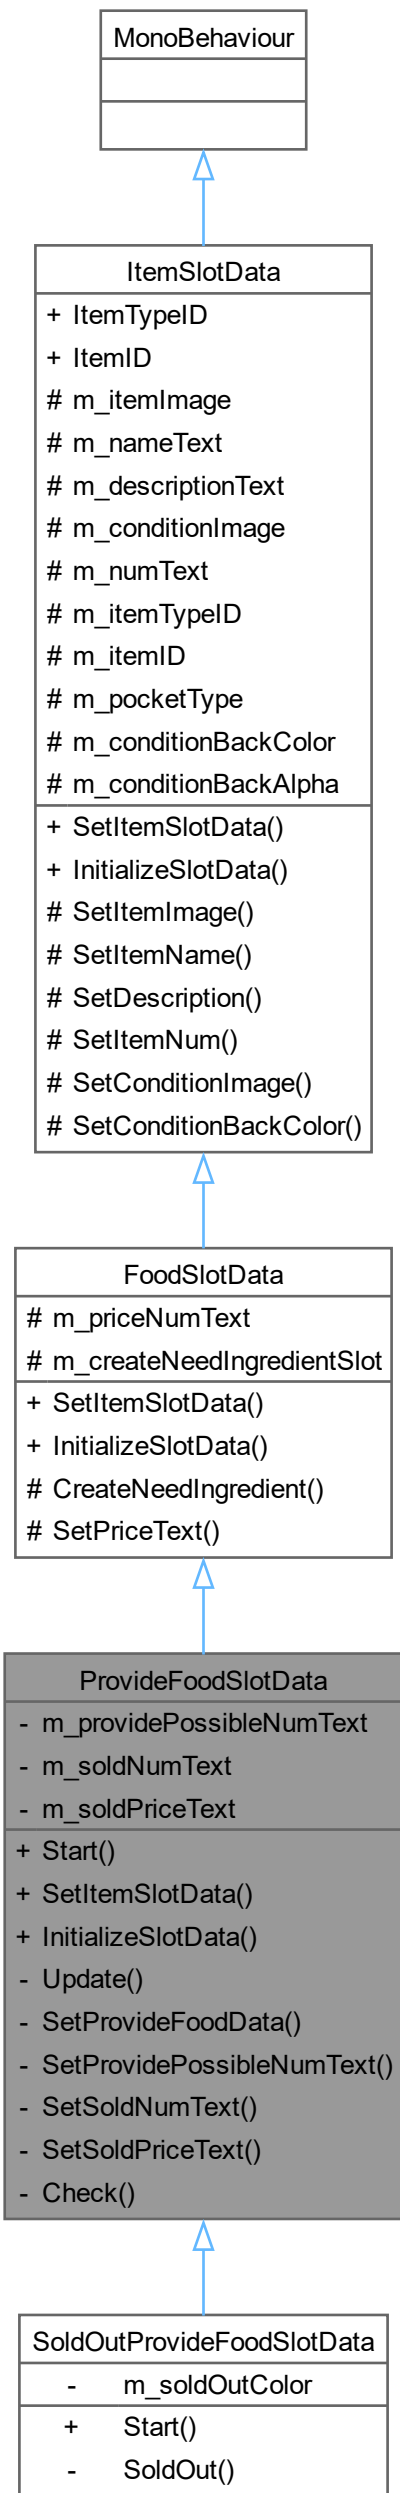 MonoBehaviour
ItemSlotData
+ ItemTypeID
+ ItemID
# m_itemImage
# m_nameText
# m_descriptionText
# m_conditionImage
# m_numText
# m_itemTypeID
# m_itemID
# m_pocketType
# m_conditionBackColor
# m_conditionBackAlpha
+ SetItemSlotData()
+ InitializeSlotData()
# SetItemImage()
# SetItemName()
# SetDescription()
# SetItemNum()
# SetConditionImage()
# SetConditionBackColor()
FoodSlotData
# m_priceNumText
# m_createNeedIngredientSlot
+ SetItemSlotData()
+ InitializeSlotData()
# CreateNeedIngredient()
# SetPriceText()
ProvideFoodSlotData
- m_providePossibleNumText
- m_soldNumText
- m_soldPriceText
+ Start()
+ SetItemSlotData()
+ InitializeSlotData()
- Update()
- SetProvideFoodData()
- SetProvidePossibleNumText()
- SetSoldNumText()
- SetSoldPriceText()
- Check()
SoldOutProvideFoodSlotData
- m_soldOutColor
+ Start()
- SoldOut()